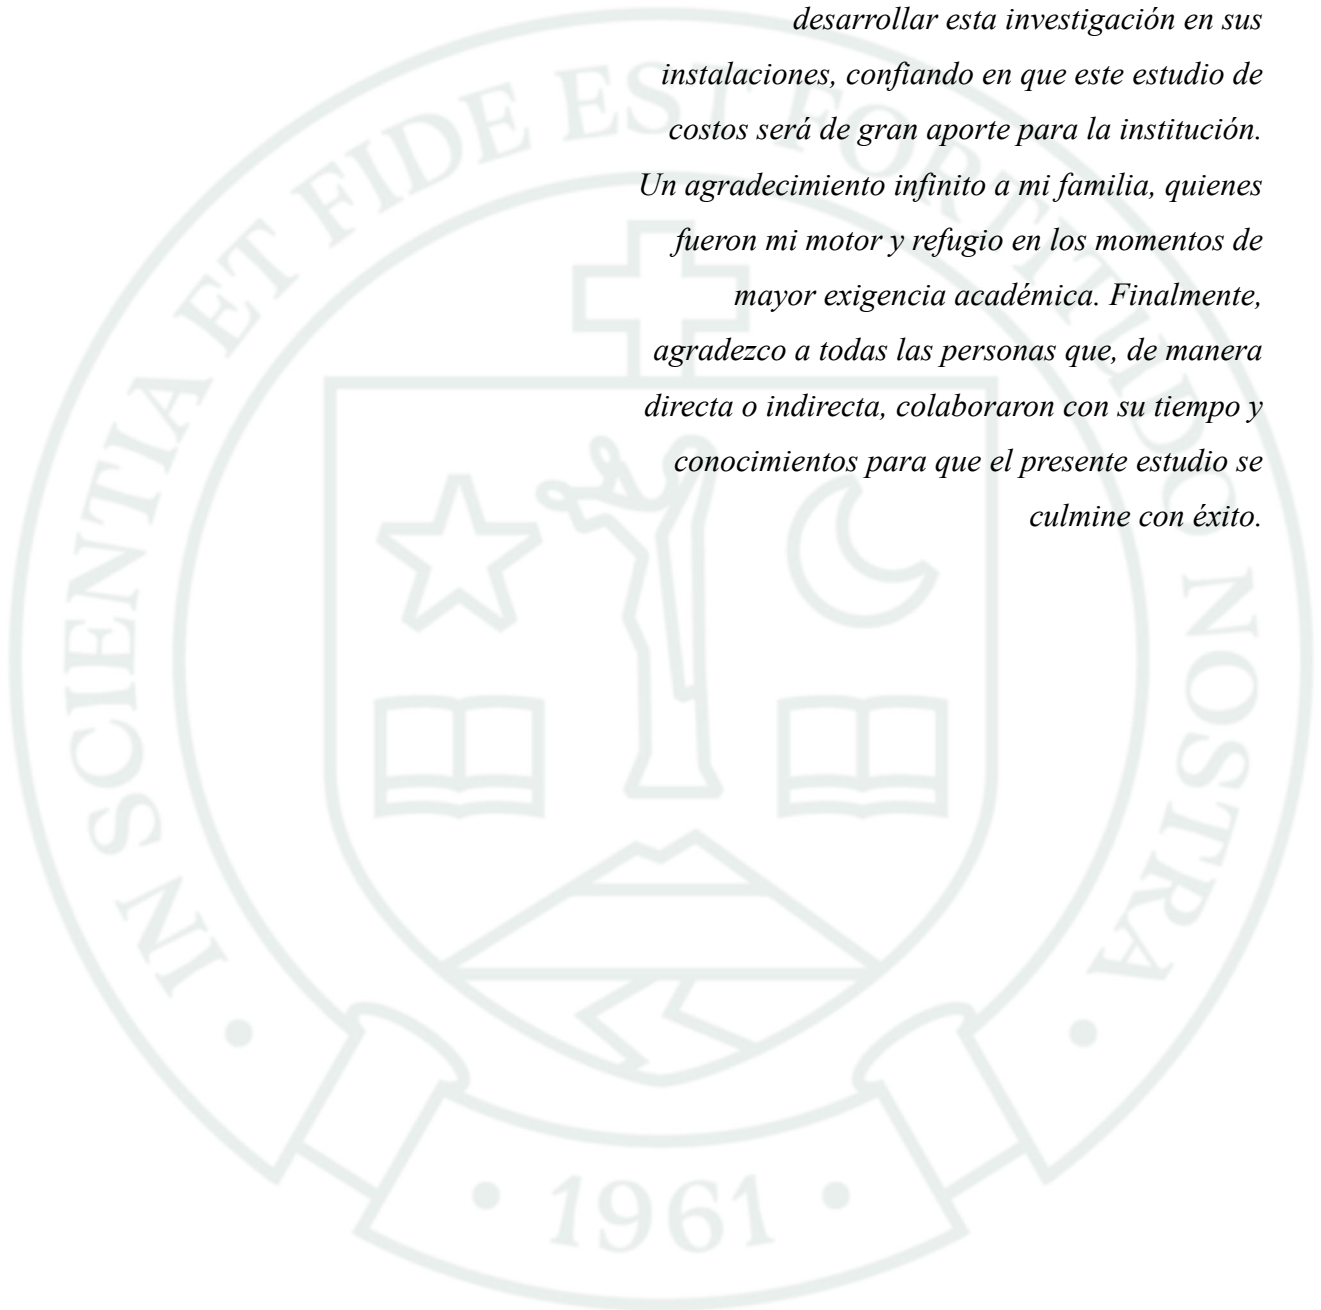 desarrollar esta investigación en sus
instalaciones, confiando en que este estudio de
costos será de gran aporte para la institución.
Un agradecimiento infinito a mi familia, quienes
fueron mi motor y refugio en los momentos de
mayor exigencia académica. Finalmente,
agradezco a todas las personas que, de manera
directa o indirecta, colaboraron con su tiempo y
conocimientos para que el presente estudio se
culmine con éxito.
IN SCIENTIA ET FIDE EST FORTITUDO NOSTRA
• 1961 •